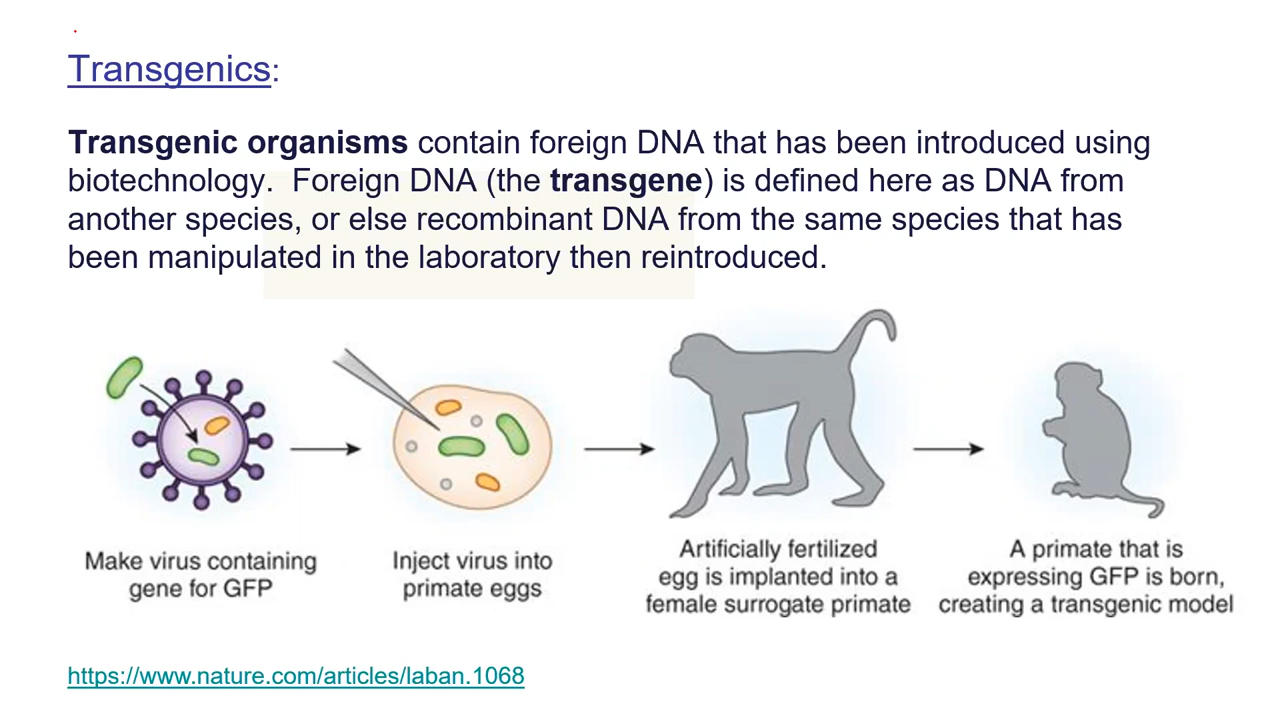 Transgenics:
Transgenic organisms contain foreign DNA that has been introduced using
biotechnology.  Foreign DNA (the transgene) is defined here as DNA from
another species, or else recombinant DNA from the same species that has
been manipulated in the laboratory then reintroduced.
Make virus containing
gene for GFP
Inject virus into
primate eggs
Artificially fertilized
egg is implanted into a
female surrogate primate
A primate that is
expressing GFP is born,
creating a transgenic model
https://www.nature.com/articles/laban.1068